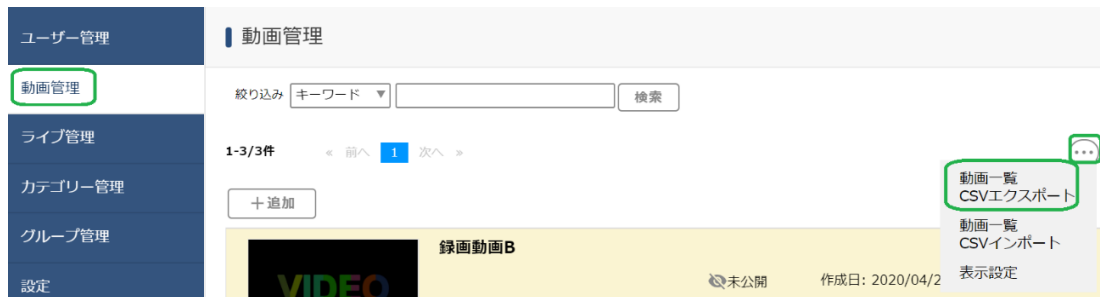 ユーザー管理
動画管理
ライブ管理
カテゴリー管理
グループ管理
設定
動画管理
絞り込み キーワード ▼ 検索
1-3/3件 « 前へ 1 次へ »
＋追加
動画一覧
CSVエクスポート
動画一覧
CSVインポート
表示設定
録画動画B
VIDEO
未公開 作成日: 2020/04/2